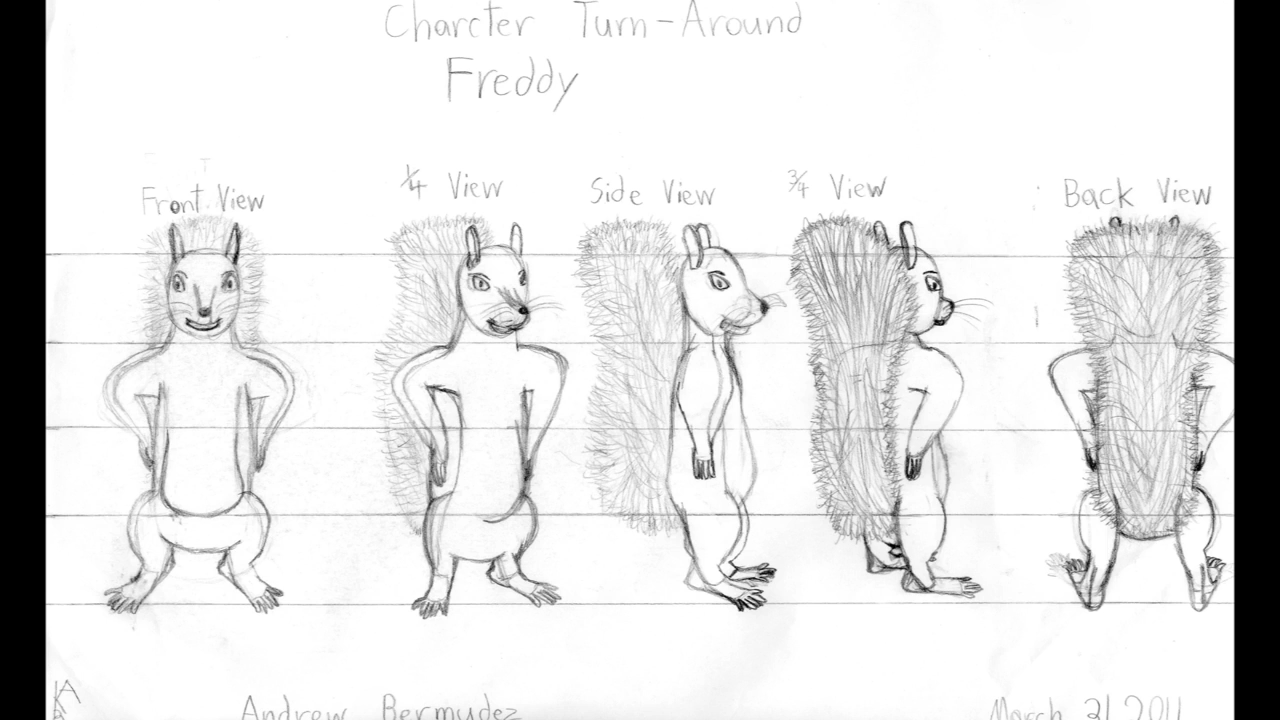 Charcter Turn-Around
Freddy
Front View
1/4 View
Side View
3/4 View
Back View
Andrew Bermudez
March 2011